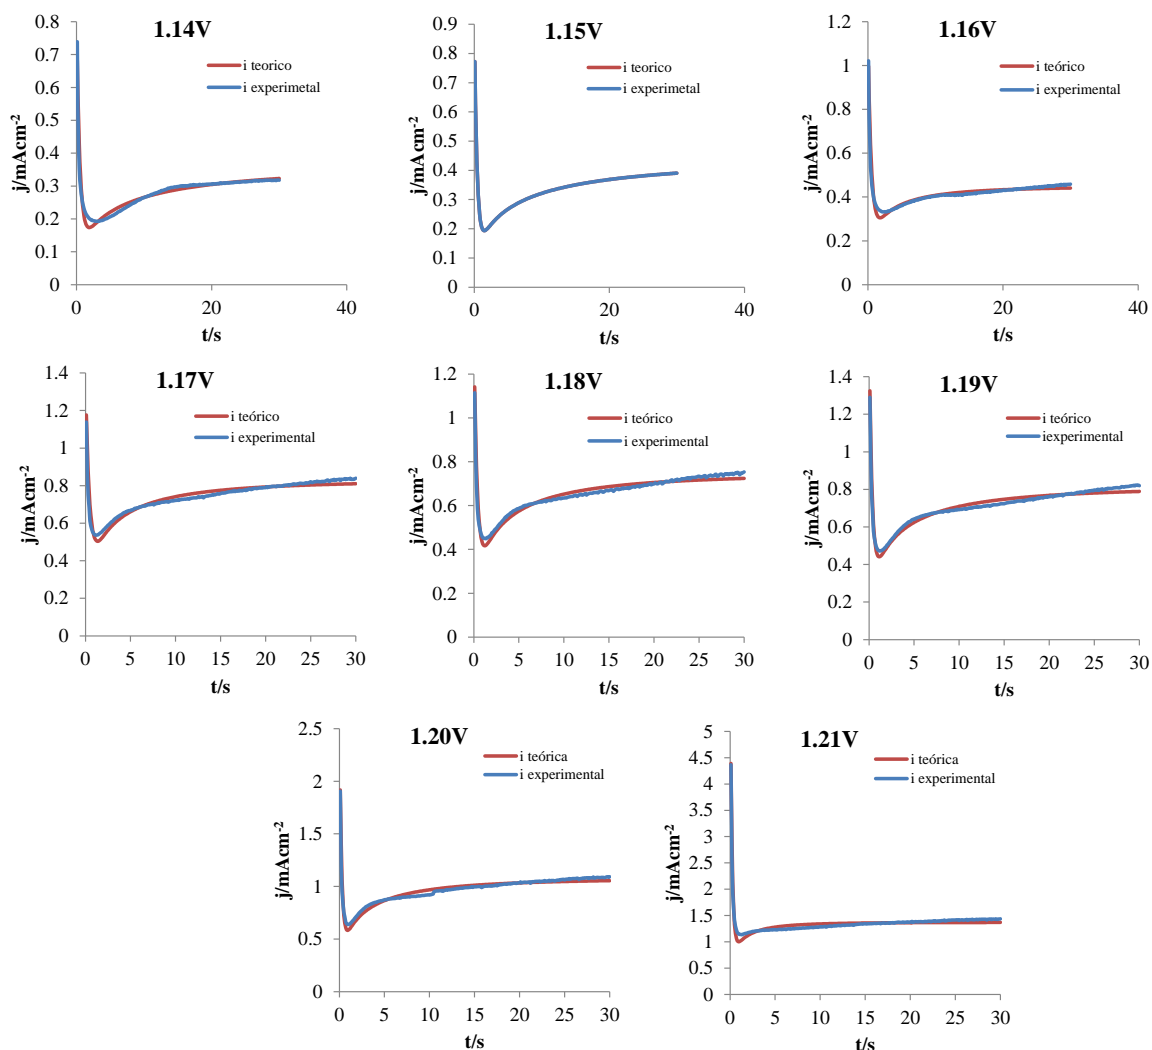 1.14V
j/mAcm-2
0.8
0.7
0.6
0.5
0.4
0.3
0.2
0.1
0
i teorico
i experimetal
0 20 40
t/s
1.15V
j/mAcm-2
0.9
0.8
0.7
0.6
0.5
0.4
0.3
0.2
0.1
0
i teorico
i experimetal
0 20 40
t/s
1.16V
j/mAcm-2
1.2
1
0.8
0.6
0.4
0.2
0
i teórico
i experimental
0 20 40
t/s
1.17V
j/mAcm-2
1.4
1.2
1
0.8
0.6
0.4
0.2
0
i teórico
i experimental
0 5 10 15 20 25 30
t/s
1.18V
j/mAcm-2
1.2
1
0.8
0.6
0.4
0.2
0
i teórico
i experimental
0 5 10 15 20 25 30
t/s
1.19V
j/mAcm-2
1.4
1.2
1
0.8
0.6
0.4
0.2
0
i teórico
iexperimental
0 5 10 15 20 25 30
t/s
1.20V
j/mAcm-2
2.5
2
1.5
1
0.5
0
i teórica
i experimental
0 5 10 15 20 25 30
t/s
1.21V
j/mAcm-2
5
4.5
4
3.5
3
2.5
2
1.5
1
0.5
0
i teórica
i experimental
0 5 10 15 20 25 30
t/s